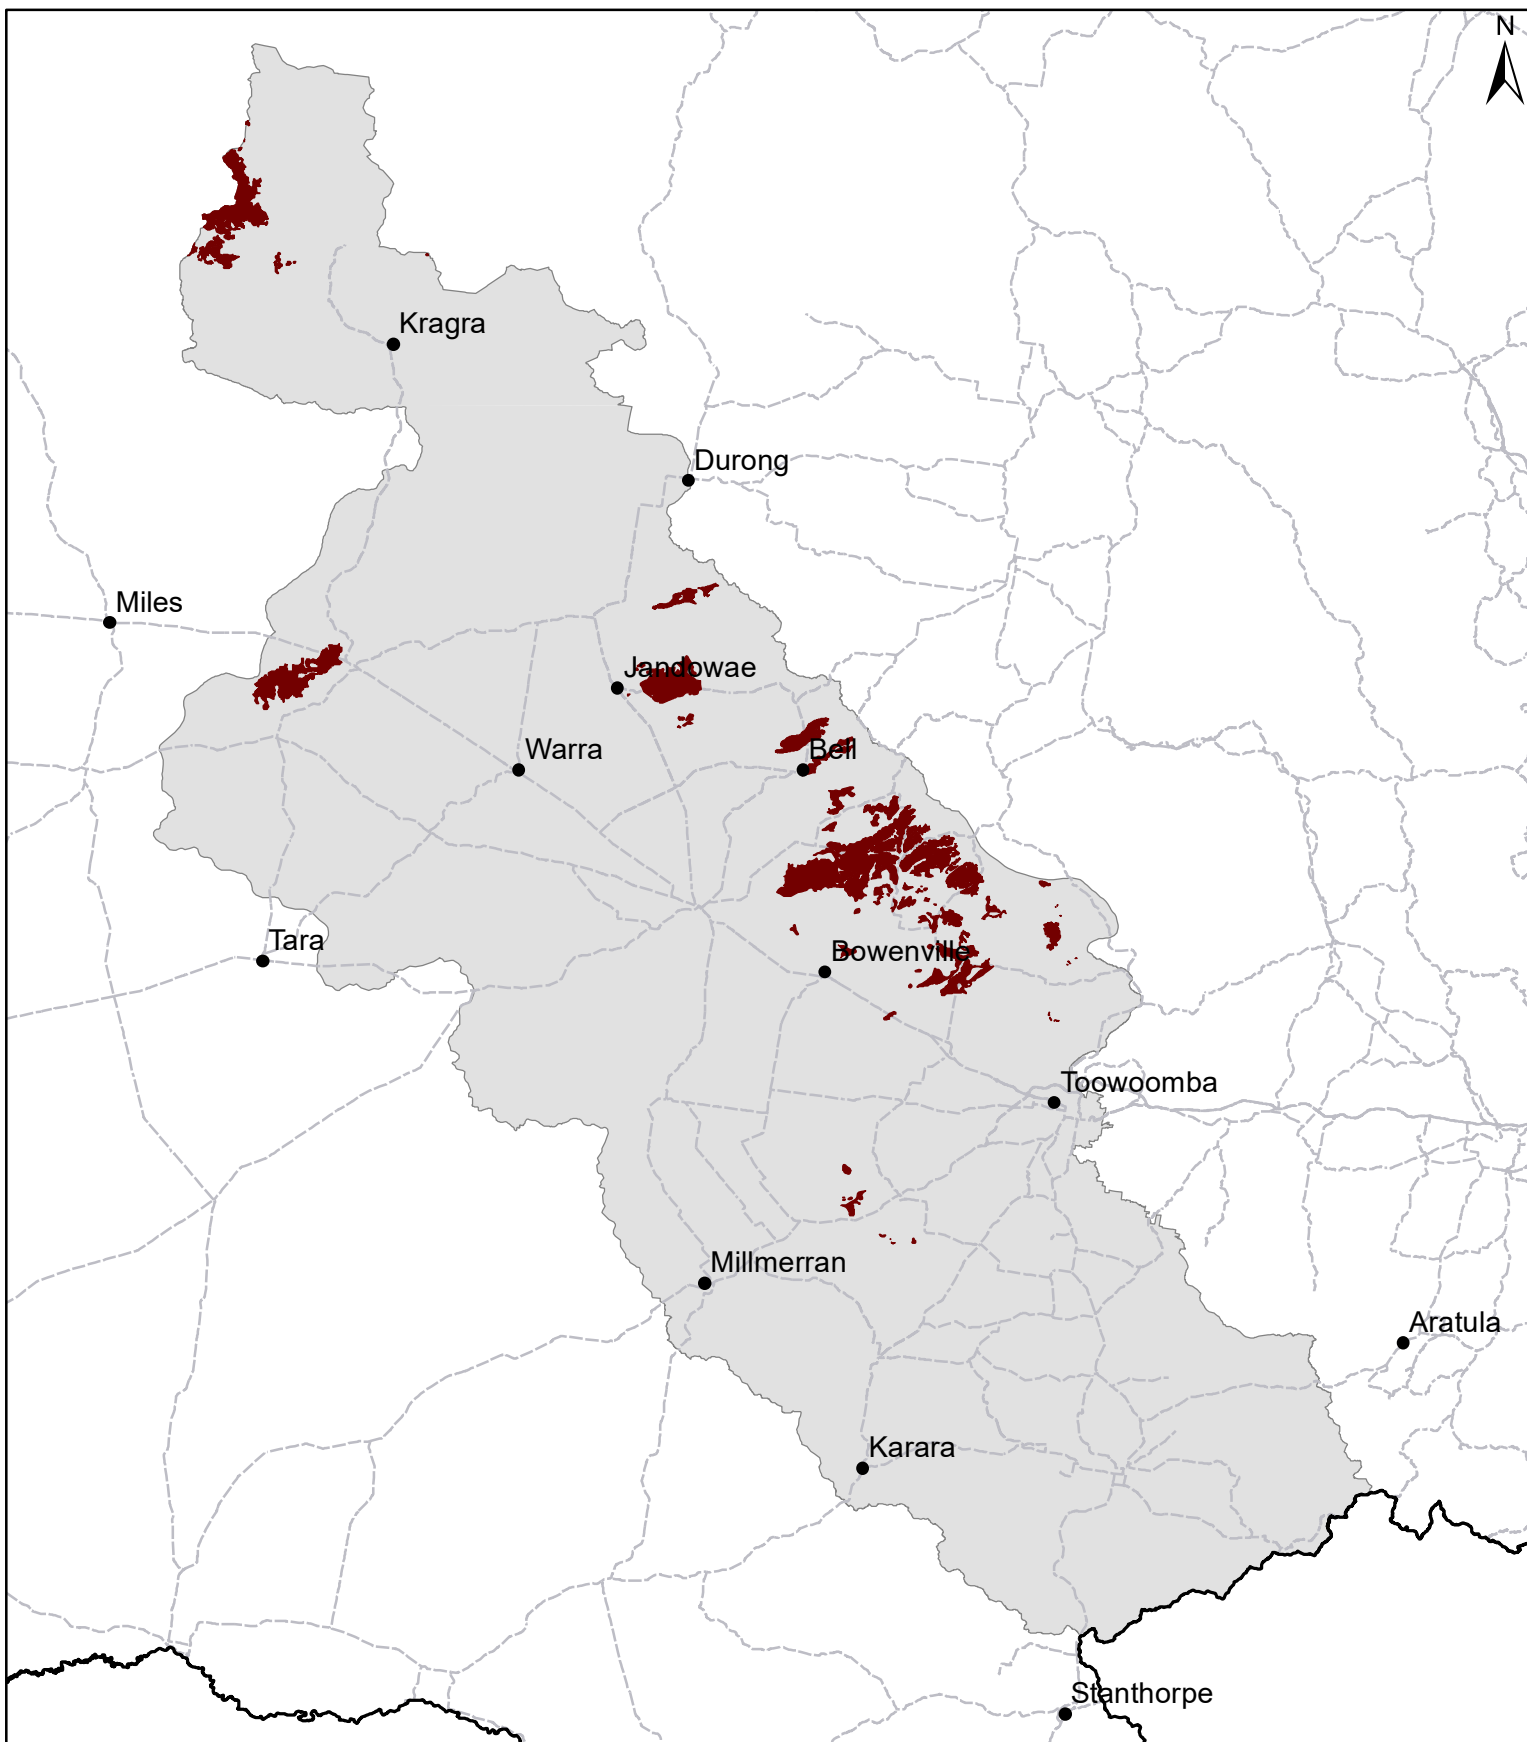 N
Kragra
Durong
Miles
Jandowae
Warra
Bell
Tara
Bowenville
Toowoomba
Millmerran
Aratula
Karara
Stanthorpe